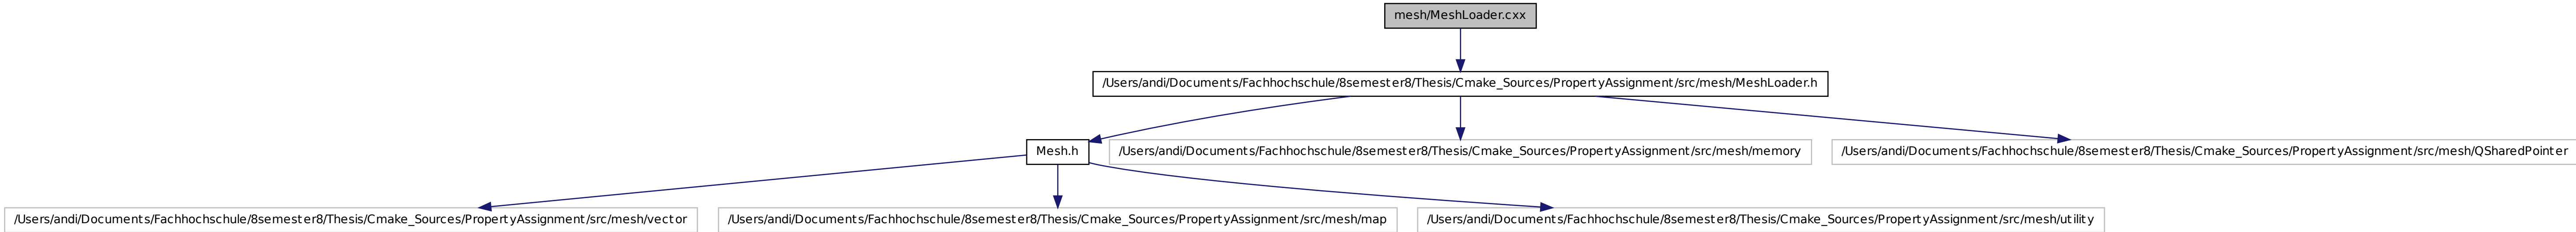 mesh/MeshLoader.cxx
/Users/andi/Documents/Fachhochschule/8semester8/Thesis/Cmake_Sources/PropertyAssignment/src/mesh/MeshLoader.h
Mesh.h
/Users/andi/Documents/Fachhochschule/8semester8/Thesis/Cmake_Sources/PropertyAssignment/src/mesh/memory
/Users/andi/Documents/Fachhochschule/8semester8/Thesis/Cmake_Sources/PropertyAssignment/src/mesh/QSharedPointer
/Users/andi/Documents/Fachhochschule/8semester8/Thesis/Cmake_Sources/PropertyAssignment/src/mesh/vector
/Users/andi/Documents/Fachhochschule/8semester8/Thesis/Cmake_Sources/PropertyAssignment/src/mesh/map
/Users/andi/Documents/Fachhochschule/8semester8/Thesis/Cmake_Sources/PropertyAssignment/src/mesh/utility